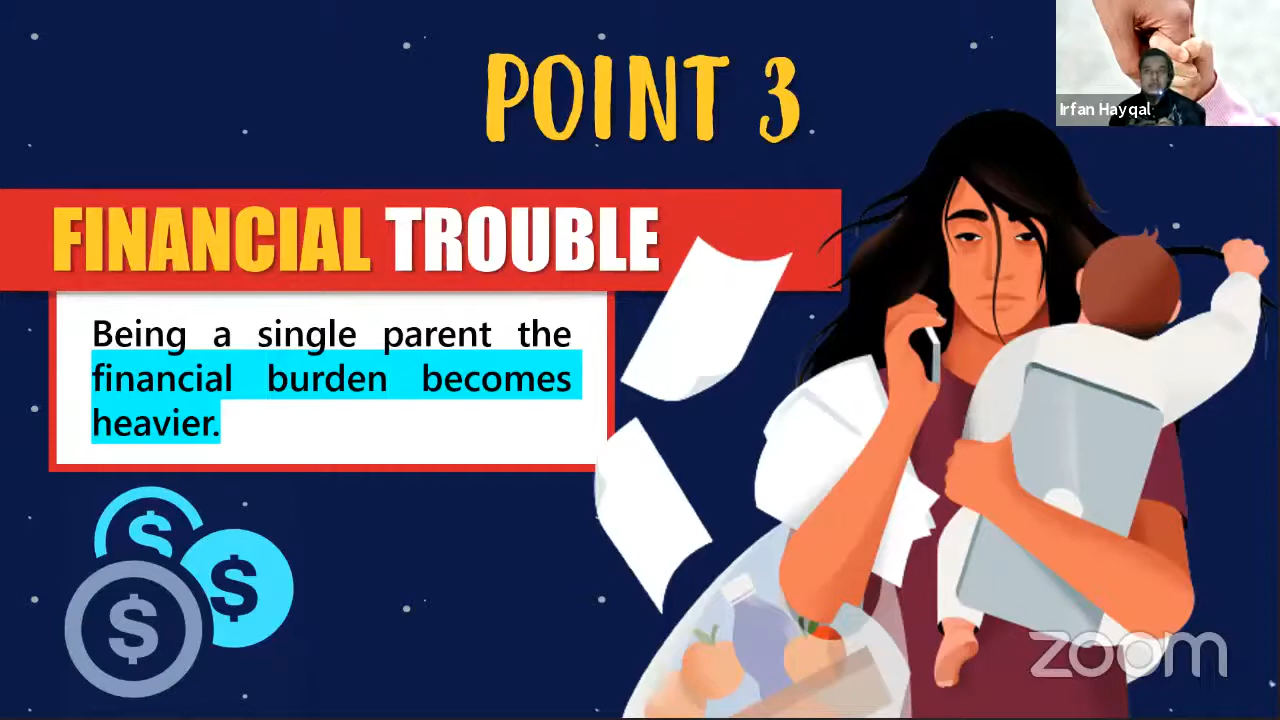 POINT 3
Irfan Hayqal
FINANCIAL TROUBLE
Being a single parent the
financial burden becomes
heavier.
$
$
$
zoom